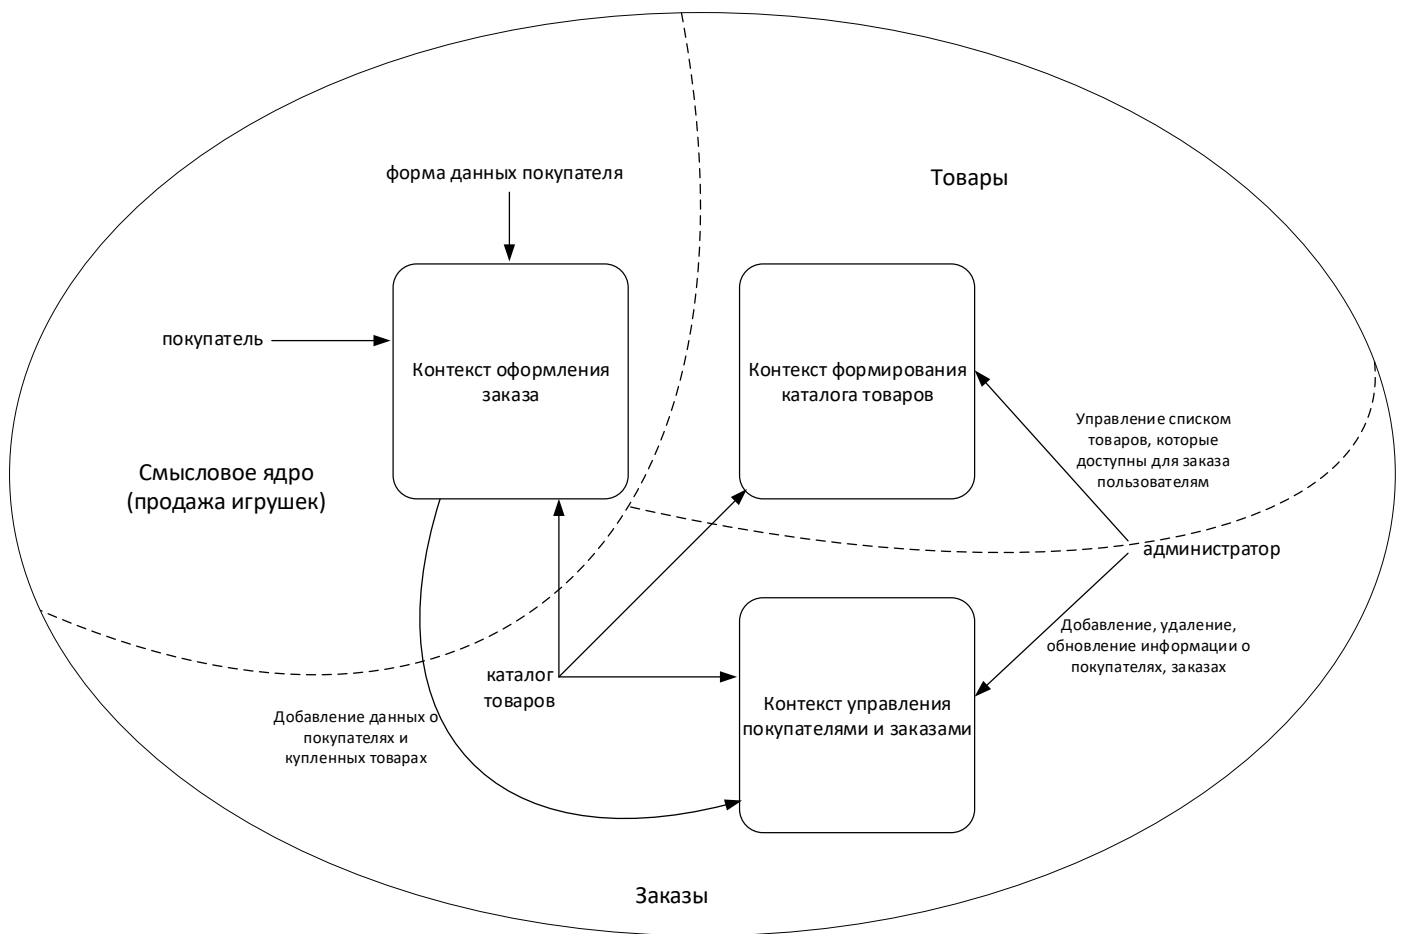 форма данных покупателя
Товары
покупатель
Контекст оформления
заказа
Контекст формирования
каталога товаров
Управление списком
товаров, которые
доступны для заказа
пользователям
Смысловое ядро
(продажа игрушек)
администратор
Добавление, удаление,
обновление информации о
покупателях, заказах
каталог
товаров
Контекст управления
покупателями и заказами
Добавление данных о
покупателях и
купленных товарах
Заказы